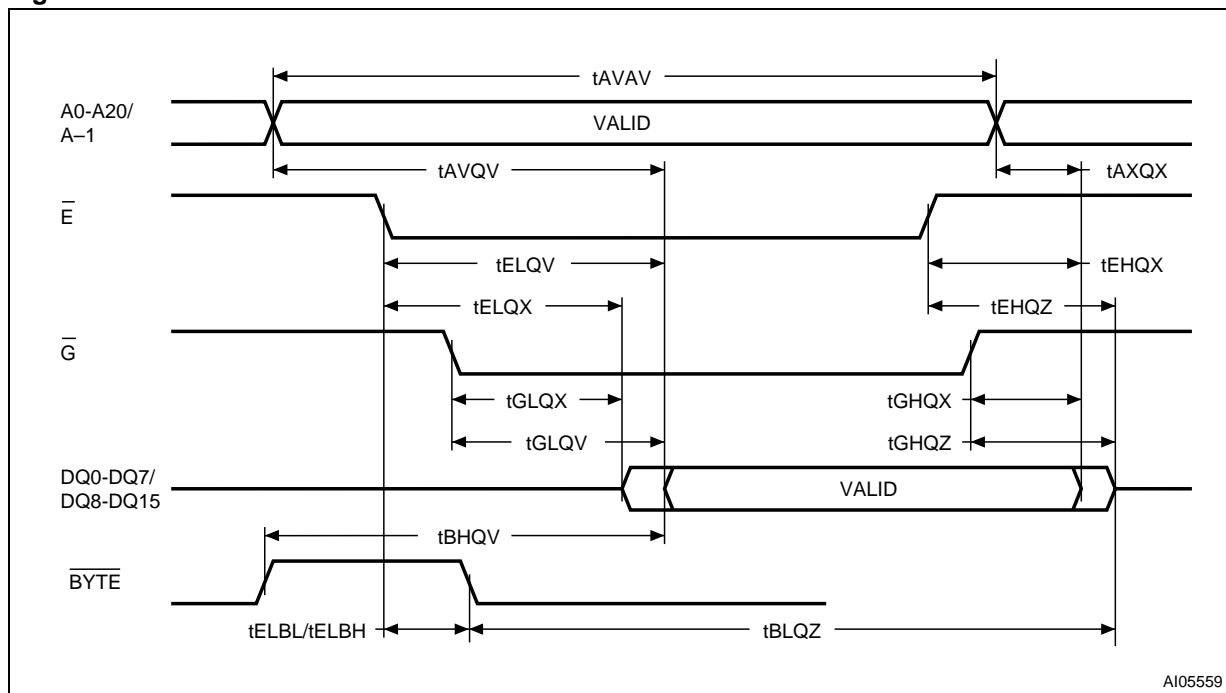 tAVAV
A0-A20/
A–1
VALID
tAVQV
tAXQX
E
tELQV
tEHQX
tELQX
tEHQZ
G
tGLQX
tGHQX
tGLQV
tGHQZ
DQ0-DQ7/
DQ8-DQ15
VALID
tBHQV
BYTE
tELBL/tELBH
tBLQZ
AI05559